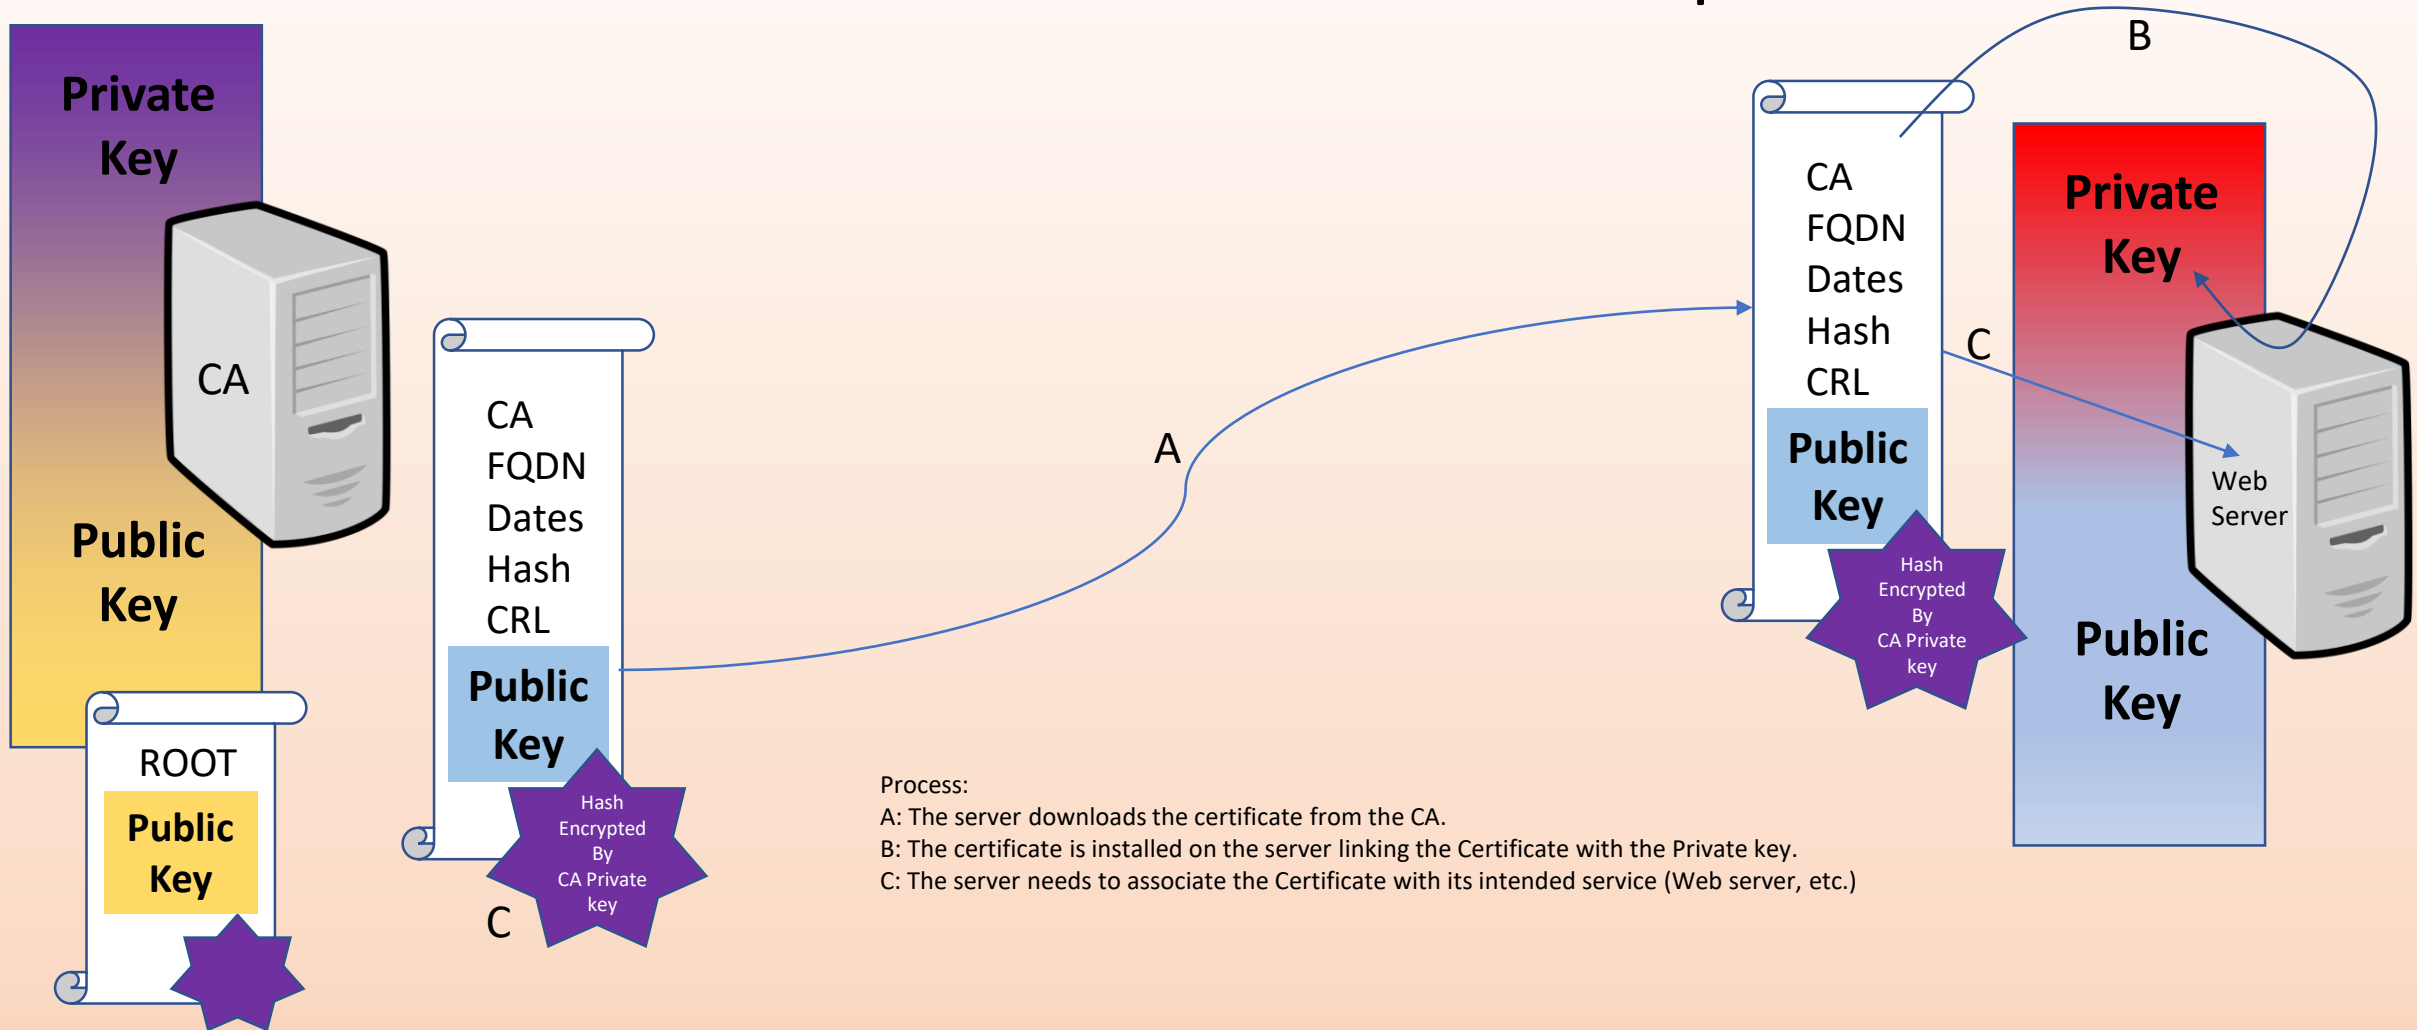 Private
Key
CA
Public
Key
ROOT
Public
Key
CA
FQDN
Dates
Hash
CRL
Public
Key
Hash
Encrypted
By
CA Private
key
C
A
Process:
A: The server downloads the certificate from the CA.
B: The certificate is installed on the server linking the Certificate with the Private key.
C: The server needs to associate the Certificate with its intended service (Web server, etc.)
CA
FQDN
Dates
Hash
CRL
Public
Key
Hash
Encrypted
By
CA Private
key
B
C
Private
Key
Web
Server
Public
Key